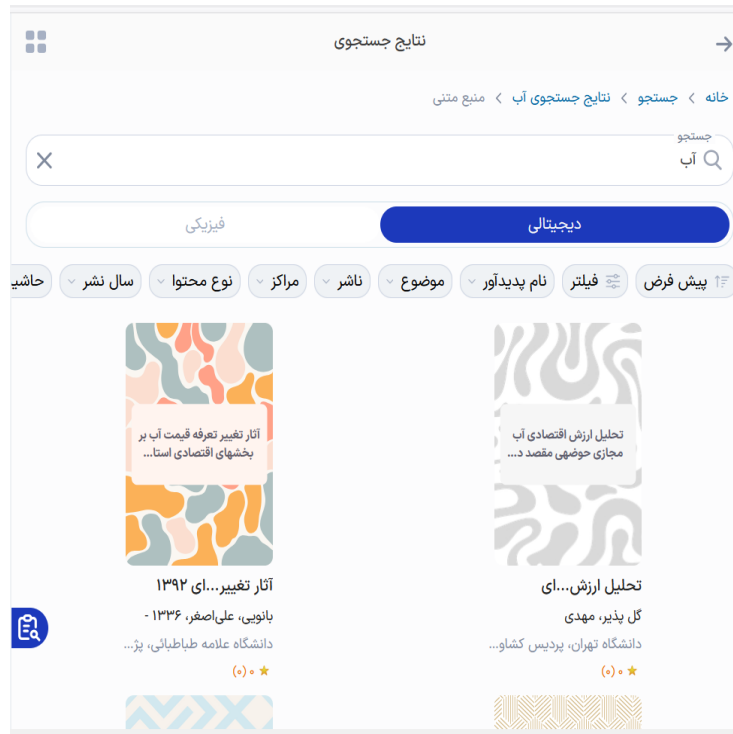 نتایج جستجوی
خانه > جستجو > نتایج جستجوی آب > منبع متنی
جستجو
آب
دیجیتالی
فیزیکی
پیش فرض
فیلتر
نام پدیدآور
موضوع
ناشر
مراکز
نوع محتوا
سال نشر
حاشی
تحلیل ارزش اقتصادی آب
مجازی حوضهی مقصد د...
تحلیل ارزش...ای
گل پذیر، مهدی
دانشگاه تهران، پردیس کشاو...
۰ (۰)
آثار تغییر تعرفه قیمت آب بر
بخشهای اقتصادی استا...
آثار تغییر...ای ۱۳۹۲
بانویی، علی‌اصغر، ۱۳۳۶ -
دانشگاه علامه طباطبائی، پژ...
۰ (۰)